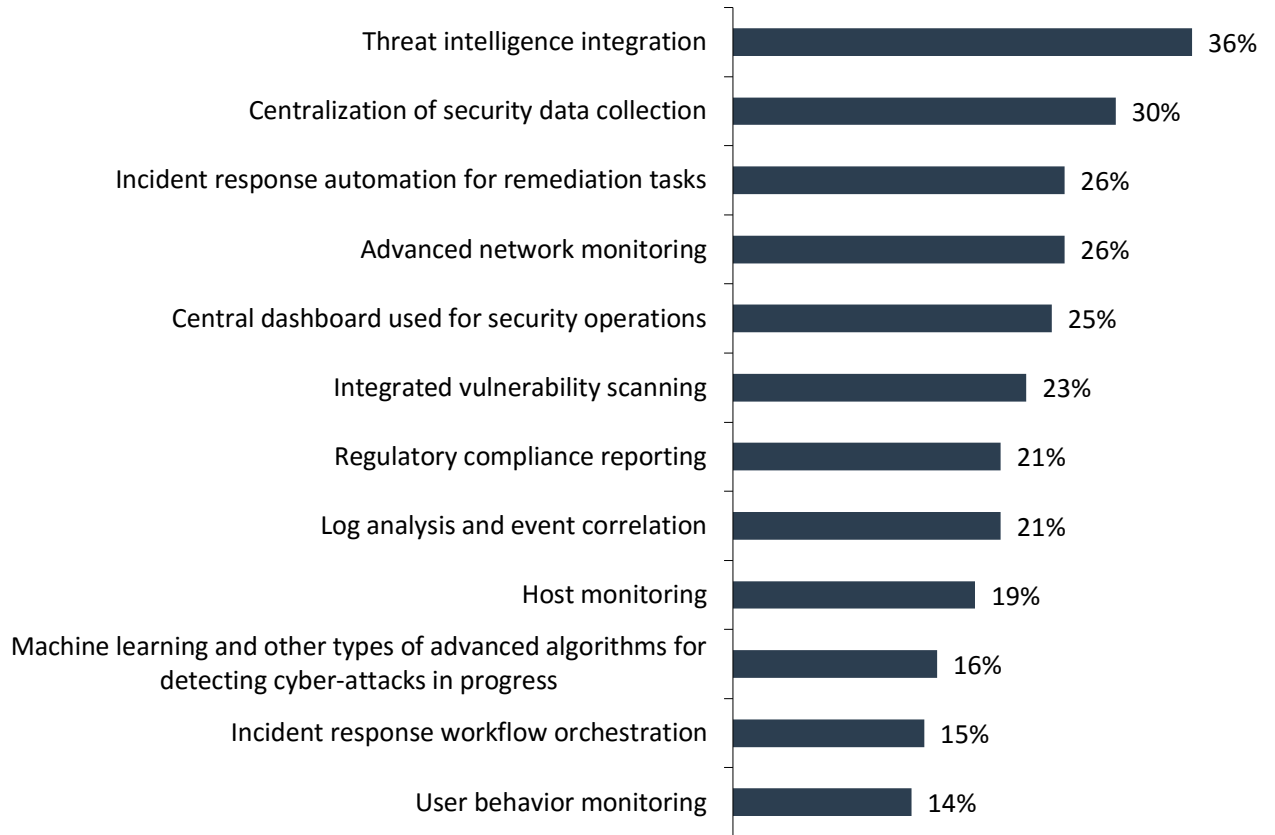 Threat intelligence integration 36%
Centralization of security data collection 30%
Incident response automation for remediation tasks 26%
Advanced network monitoring 26%
Central dashboard used for security operations 25%
Integrated vulnerability scanning 23%
Regulatory compliance reporting 21%
Log analysis and event correlation 21%
Host monitoring 19%
Machine learning and other types of advanced algorithms for
detecting cyber-attacks in progress 16%
Incident response workflow orchestration 15%
User behavior monitoring 14%